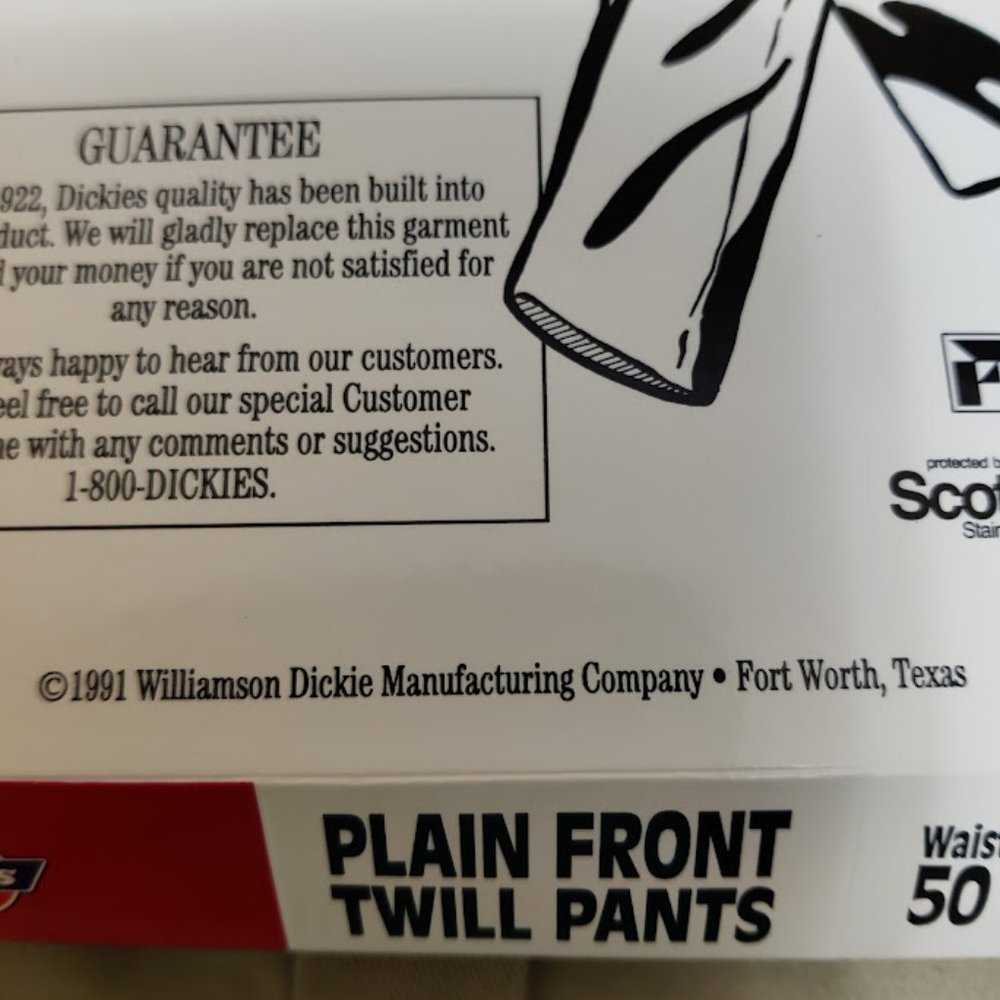 GUARANTEE
922, Dickies quality has been built into
duct. We will gladly replace this garment
your money if you are not satisfied for
any reason.
ways happy to hear from our customers.
eel free to call our special Customer
ne with any comments or suggestions.
1-800-DICKIES.
protected b
Scot
Stain
©1991 Williamson Dickie Manufacturing Company • Fort Worth, Texas
PLAIN FRONT
TWILL PANTS
Waist
50